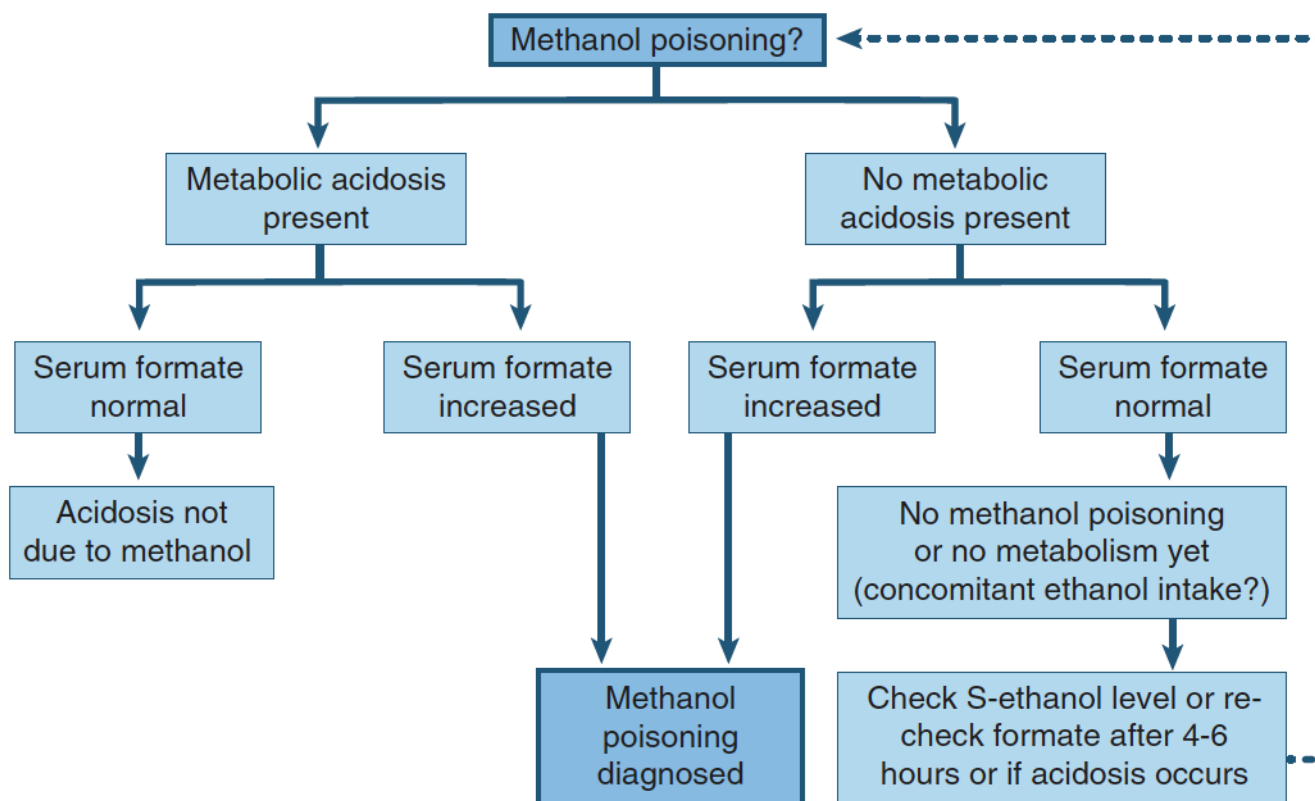 Methanol poisoning?
Metabolic acidosis
present
No metabolic
acidosis present
Serum formate
normal
Serum formate
increased
Serum formate
increased
Serum formate
normal
Acidosis not
due to methanol
No methanol poisoning
or no metabolism yet
(concomitant ethanol intake?)
Methanol
poisoning
diagnosed
Check S-ethanol level or re-
check formate after 4-6
hours or if acidosis occurs